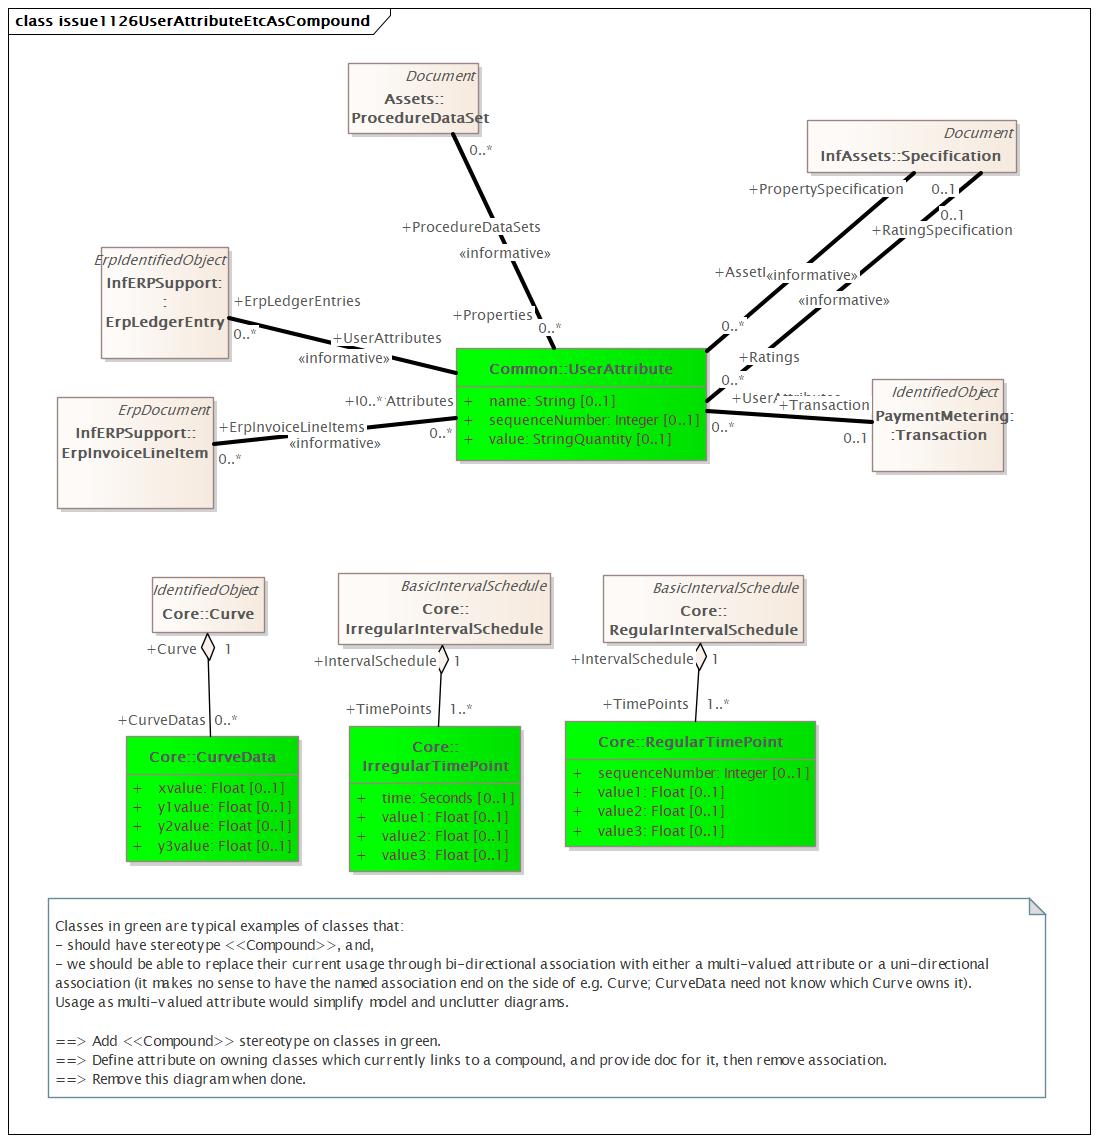 class issue1126UserAttributeEtcAsCompound
Document
Assets::
ProcedureDataSet
0..*
+ProcedureDataSets
«informative»
+Properties
0..*
Document
InfAssets::Specification
+PropertySpecification
0..1
0..1
+RatingSpecification
«informative»
«informative»
0..*
+Ratings
0..*
ErpIdentifiedObject
InfERPSupport:
:
ErpLedgerEntry
+ErpLedgerEntries
0..*
+UserAttributes
«informative»
ErpDocument
InfERPSupport::
ErpInvoiceLineItem
+ErpInvoiceLineItems
0..*
«informative»
0..*
Attributes
0..*
Common::UserAttribute
+ name: String [0..1]
+ sequenceNumber: Integer [0..1]
+ value: StringQuantity [0..1]
+Transaction
0..*
0..1
IdentifiedObject
PaymentMetering:
:Transaction
IdentifiedObject
Core::Curve
+Curve
1
+CurveDatas
0..*
Core::CurveData
+ xvalue: Float [0..1]
+ y1value: Float [0..1]
+ y2value: Float [0..1]
+ y3value: Float [0..1]
BasicIntervalSchedule
Core::
IrregularIntervalSchedule
+IntervalSchedule
1
+TimePoints
1..*
Core::
IrregularTimePoint
+ time: Seconds [0..1]
+ value1: Float [0..1]
+ value2: Float [0..1]
+ value3: Float [0..1]
BasicIntervalSchedule
Core::
RegularIntervalSchedule
+IntervalSchedule
1
+TimePoints
1..*
Core::RegularTimePoint
+ sequenceNumber: Integer [0..1]
+ value1: Float [0..1]
+ value2: Float [0..1]
+ value3: Float [0..1]
Classes in green are typical examples of classes that:
- should have stereotype <<Compound>>, and,
- we should be able to replace their current usage through bi-directional association with either a multi-valued attribute or a uni-directional
association (it makes no sense to have the named association end on the side of e.g. Curve; CurveData need not know which Curve owns it).
Usage as multi-valued attribute would simplify model and unclutter diagrams.
==> Add <<Compound>> stereotype on classes in green.
==> Define attribute on owning classes which currently links to a compound, and provide doc for it, then remove association.
==> Remove this diagram when done.